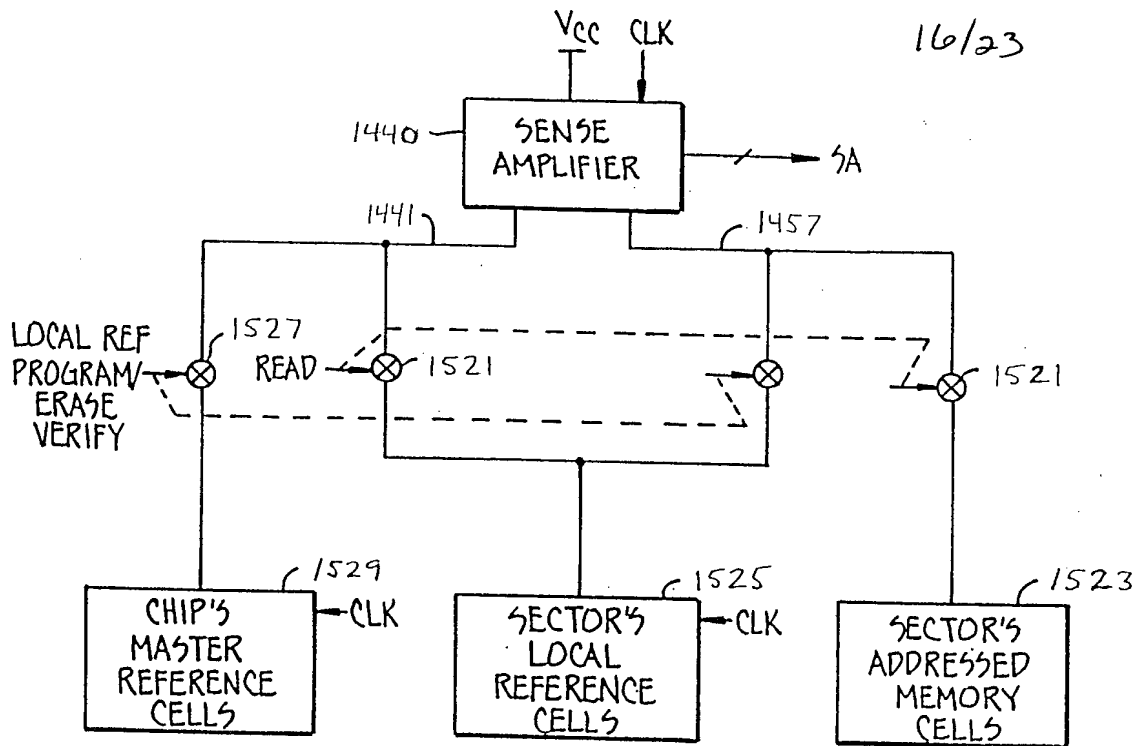 16/23
VCC CLK
1440
SENSE
AMPLIFIER
SA
1441
1457
LOCAL REF
PROGRAM/
ERASE
VERIFY
1527
READ
1521
1521
1529
CHIP'S
MASTER
REFERENCE
CELLS
CLK
1525
SECTOR'S
LOCAL
REFERENCE
CELLS
CLK
1523
SECTOR'S
ADDRESSED
MEMORY
CELLS